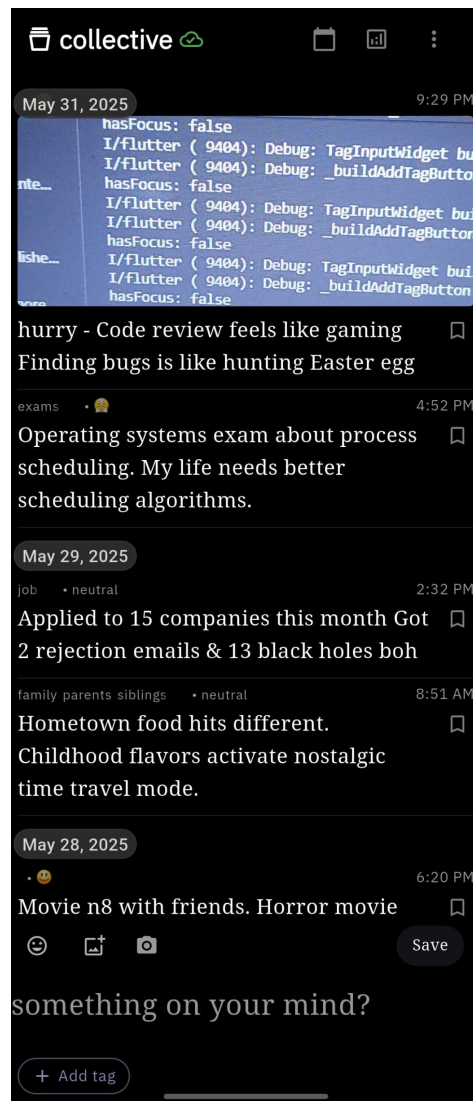 collective
May 31, 2025
9:29 PM
hasFocus: false
I/flutter ( 9404): Debug: TagInputWidget bu
I/flutter ( 9404): Debug: _buildAddTagButto
nte...
hasFocus: false
I/flutter ( 9404): Debug: TagInputWidget bu
I/flutter ( 9404): Debug: _buildAddTagButton
hasFocus: false
lishe...
I/flutter ( 9404): Debug: TagInputWidget bui
I/flutter ( 9404): Debug: _buildAddTagButton
hasFocus: false
hurry - Code review feels like gaming
Finding bugs is like hunting Easter egg
exams
4:52 PM
Operating systems exam about process
scheduling. My life needs better
scheduling algorithms.
May 29, 2025
job • neutral
2:32 PM
Applied to 15 companies this month Got
2 rejection emails & 13 black holes boh
family parents siblings • neutral
8:51 AM
Hometown food hits different.
Childhood flavors activate nostalgic
time travel mode.
May 28, 2025
6:20 PM
Movie n8 with friends. Horror movie
Save
something on your mind?
+ Add tag